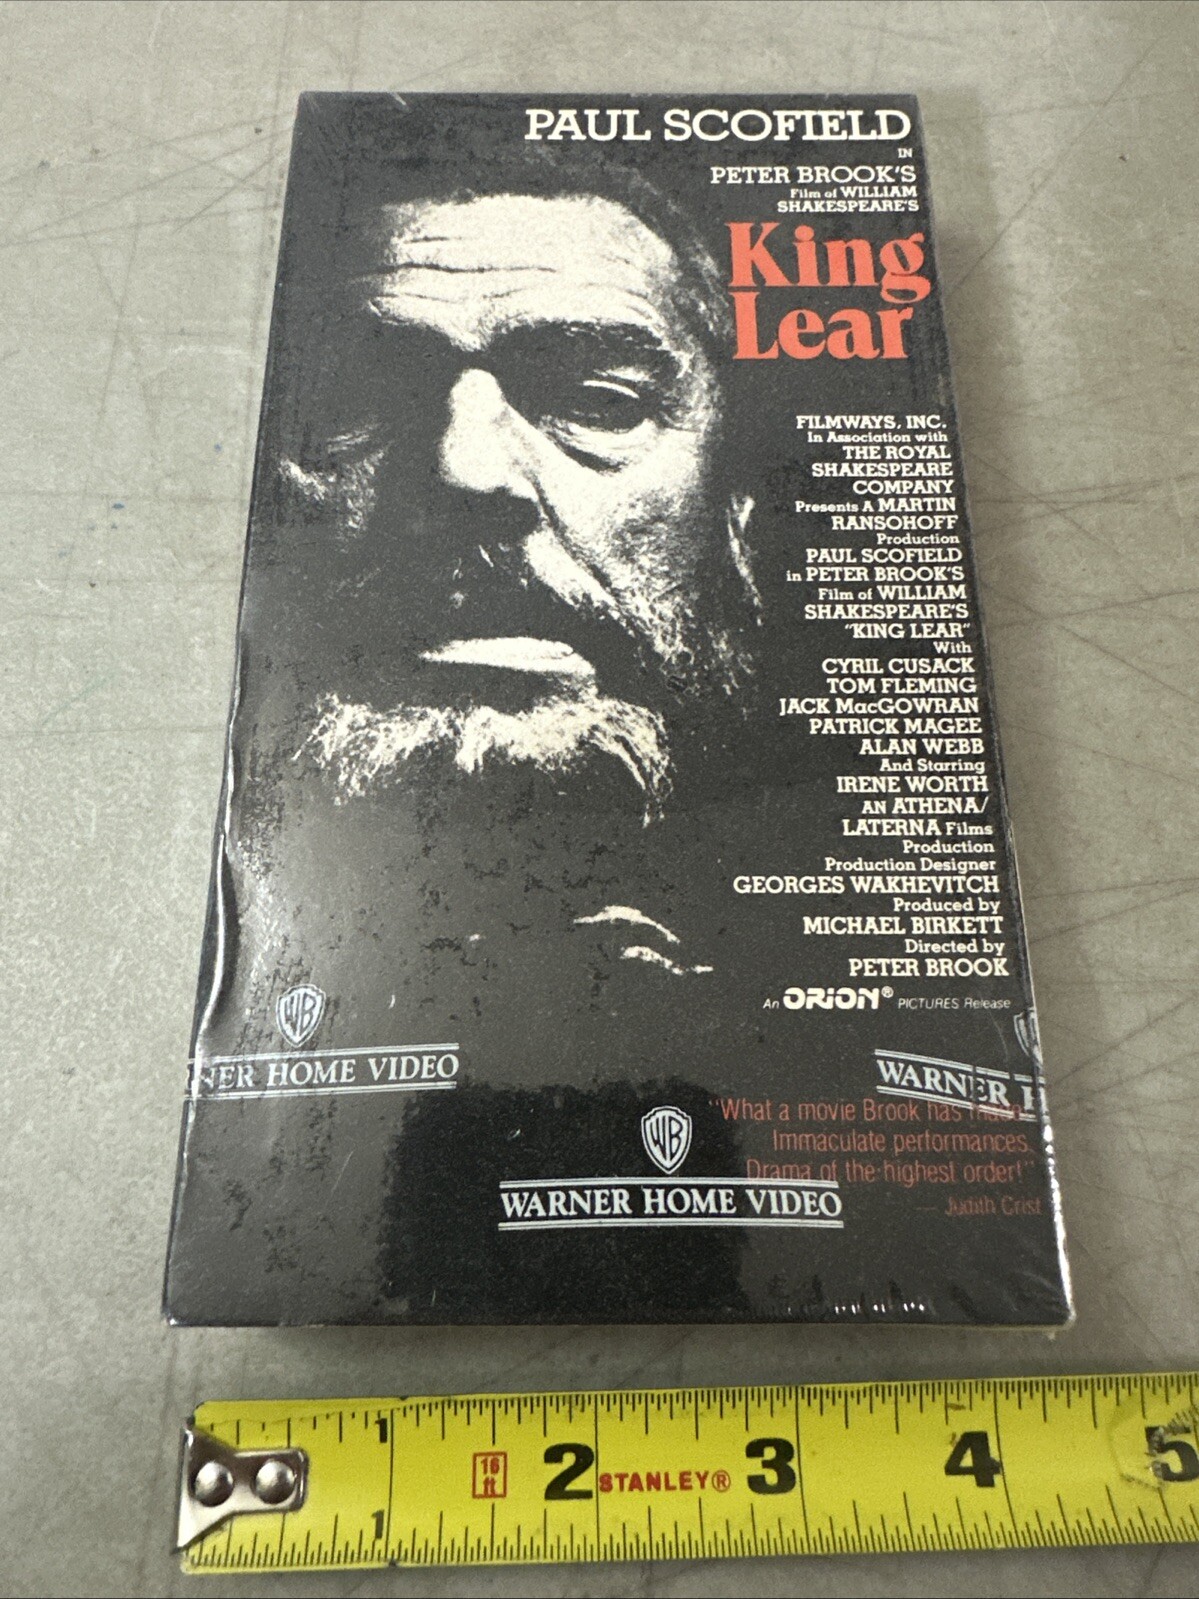 PAUL SCOFIELD
IN
PETER BROOK'S
Film of WILLIAM
SHAKESPEARE'S
King
Lear
FILMWAYS, INC.
In Association with
THE ROYAL
SHAKESPEARE
COMPANY
Presents A MARTIN
RANSOHOFF
Production
PAUL SCOFIELD
in PETER BROOK'S
Film of WILLIAM
SHAKESPEARE'S
"KING LEAR"
With
CYRIL CUSACK
TOM FLEMING
JACK MacGOWRAN
PATRICK MAGEE
ALAN WEBB
And Starring
IRENE WORTH
AN ATHENA/
LATERNA Films
Production
Production Designer
GEORGES WAKHEVITCH
Produced by
MICHAEL BIRKETT
Directed by
PETER BROOK
An ORION® PICTURES Release
WB
NER HOME VIDEO
WARNER H
"What a movie Brook has made
Immaculate performances.
Drama of the highest order!"
— Judith Crist
WB
WARNER HOME VIDEO
1 2 3 4 5
16 ft
STANLEY®
1